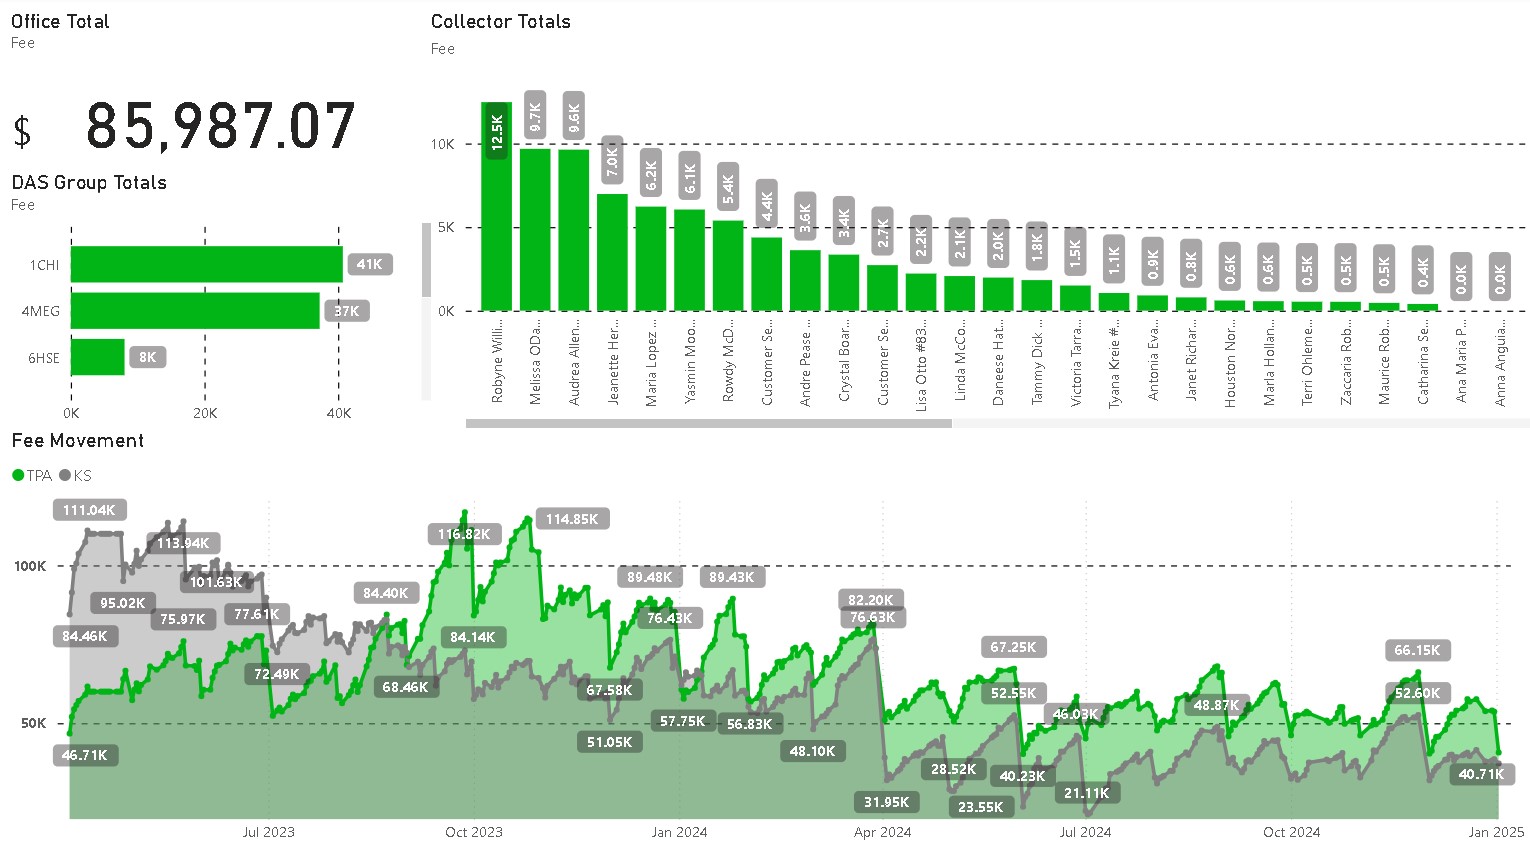 Office Total
Fee
$ 85,987.07
DAS Group Totals
Fee
1CHI 41K
4MEG 37K
6HSE 8K
0K 20K 40K
Collector Totals
Fee
10K
5K
0K
12.5K
9.7K
9.6K
7.0K
6.2K
6.1K
5.4K
4.4K
3.6K
3.4K
2.7K
2.2K
2.1K
2.0K
1.8K
1.5K
1.1K
0.9K
0.8K
0.6K
0.6K
0.5K
0.5K
0.5K
0.4K
0.0K
0.0K
Robyne Willi...
Melissa ODa...
Audrea Allen...
Jeanette Her...
Maria Lopez ...
Yasmin Moo...
Rowdy McD...
Customer Se...
Andre Pease ...
Crystal Boar...
Customer Se...
Lisa Otto #83...
Linda McCo...
Daneese Hat...
Tammy Dick ...
Victoria Tarra...
Tyana Kreie #...
Antonia Eva...
Janet Richar...
Houston Nor...
Marla Hollan...
Terri Ohleme...
Zaccaria Rob...
Maurice Rob...
Catharina Se...
Ana Maria P...
Anna Anguia...
Fee Movement
TPA KS
100K
50K
111.04K
84.46K
46.71K
95.02K
113.94K
75.97K
101.63K
77.61K
72.49K
84.40K
68.46K
116.82K
84.14K
114.85K
67.58K
51.05K
89.48K
76.43K
57.75K
89.43K
56.83K
48.10K
82.20K
76.63K
31.95K
28.52K
23.55K
67.25K
52.55K
40.23K
46.03K
21.11K
48.87K
66.15K
52.60K
40.71K
Jul 2023 Oct 2023 Jan 2024 Apr 2024 Jul 2024 Oct 2024 Jan 2025